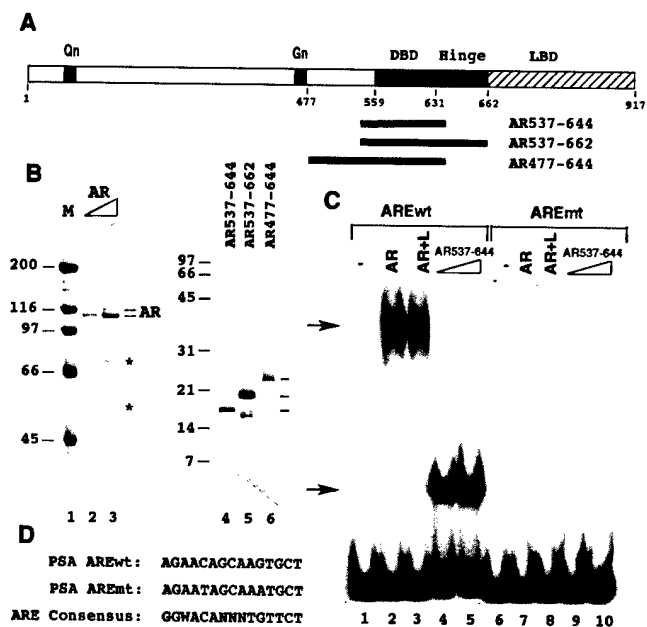 A
Qn Gn DBD Hinge LBD
1 477 559 631 662 917
AR537-644
AR537-662
AR477-644
B
M AR
200
116
97
66
45
AR
*
*
1 2 3
AR537-644 AR537-662 AR477-644
97
66
45
31
21
14
7
4 5 6
C
AREwt AREmt
- AR AR+L AR537-644 - AR AR+L AR537-644
1 2 3 4 5 6 7 8 9 10
D
PSA AREwt: AGAACAGCAAGTGCT
PSA AREmt: AGAATAGCAAATGCT
ARE Consensus: GGWACANNNTGTTCT